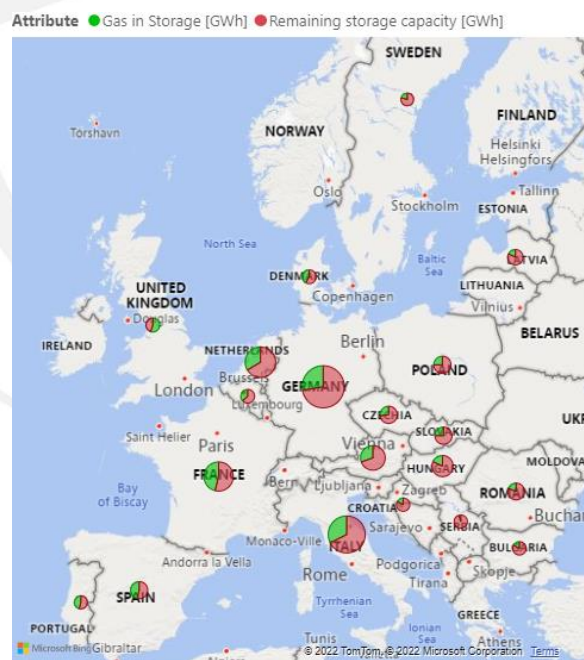 Attribute Gas in Storage [GWh] Remaining storage capacity [GWh]
SWEDEN
FINLAND
Tórshavn
NORWAY
Helsinki
Helsingfors
Oslo
Tallinn
Stockholm
ESTONIA
North Sea
Baltic
Sea
LATVIA
DENMARK
LITHUANIA
Copenhagen
UNITED
KINGDOM
Vilnius
Douglas
BELARUS
IRELAND
NETHERLANDS
Berlin
POLAND
Brussels
GERMANY
London
Luxembourg
CZECHIA
UKR
Saint Helier
Paris
SLOVAKIA
Vienna
MOLDOVA
FRANCE
Bern
HUNGARY
Ljubljana
Zagreb
ROMANIA
Bay
of Biscay
CROATIA
Buchar
Monaco-Ville
Sarajevo
SERBIA
ITALY
BULGARIA
Andorra la Vella
Podgorica
Skopje
Rome
Tirana
SPAIN
Tyrrhenian
Sea
GREECE
PORTUGAL
Ionian
Sea
Microsoft Bing
Gibraltar
Tunis
Athens
© 2022 TomTom, © 2022 Microsoft Corporation Terms